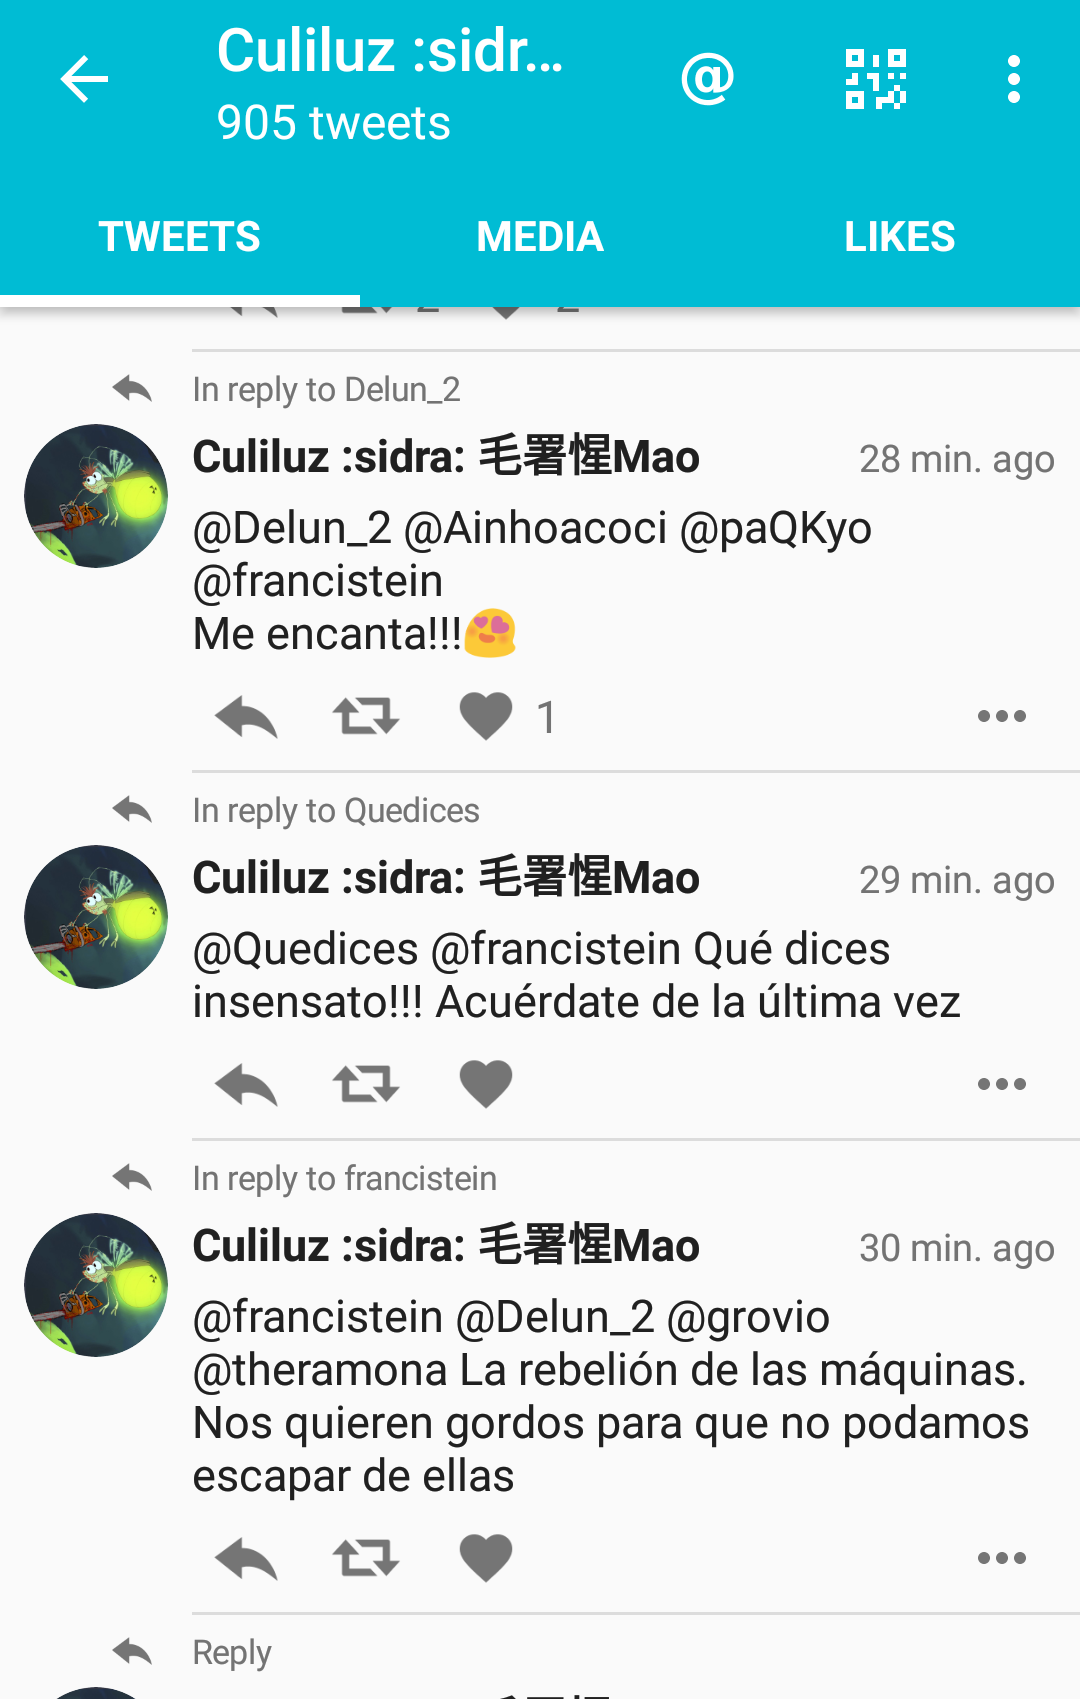 Culiluz :sidr...
905 tweets
@
TWEETS MEDIA LIKES
2 2
In reply to Delun_2
Culiluz :sidra: 毛署惺Mao 28 min. ago
@Delun_2 @Ainhoacoci @paQKyo
@francistein
Me encanta!!!😍
1
In reply to Quedices
Culiluz :sidra: 毛署惺Mao 29 min. ago
@Quedices @francistein Qué dices
insensato!!! Acuérdate de la última vez
In reply to francistein
Culiluz :sidra: 毛署惺Mao 30 min. ago
@francistein @Delun_2 @grovio
@theramona La rebelión de las máquinas.
Nos quieren gordos para que no podamos
escapar de ellas
Reply